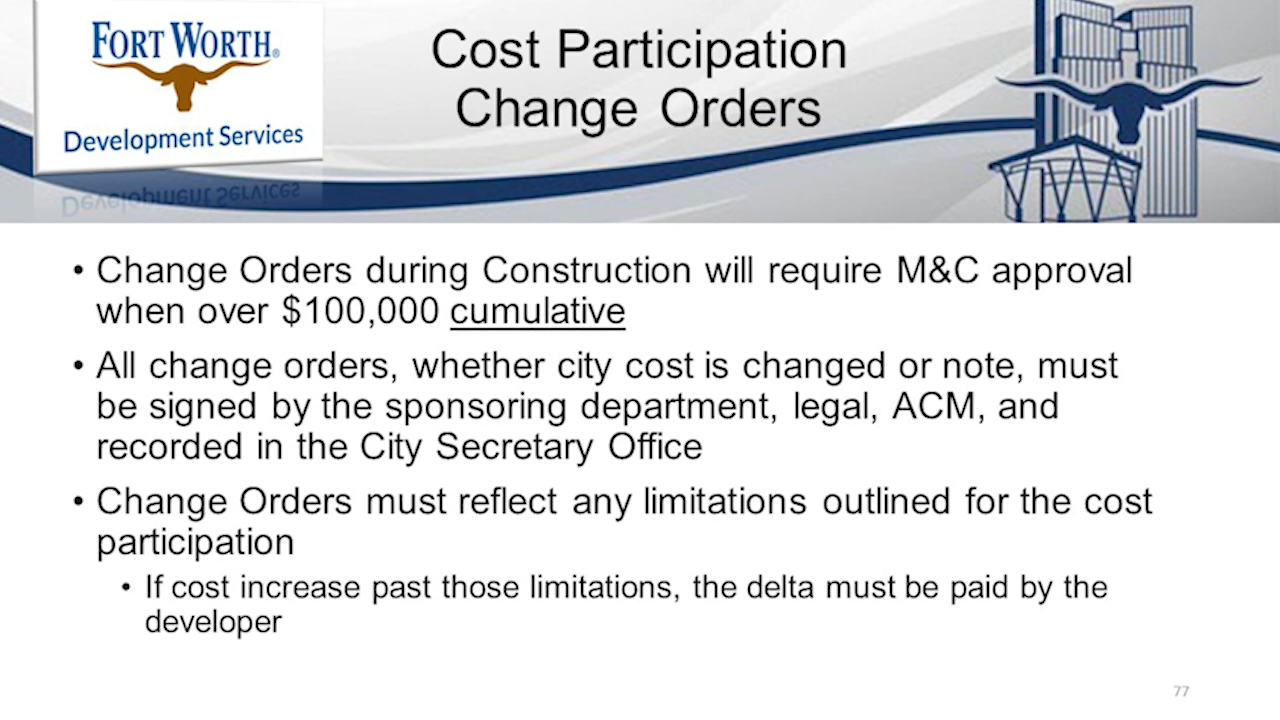 FORT WORTH®
Development Services
Cost Participation
Change Orders
• Change Orders during Construction will require M&C approval
when over $100,000 cumulative
• All change orders, whether city cost is changed or note, must
be signed by the sponsoring department, legal, ACM, and
recorded in the City Secretary Office
• Change Orders must reflect any limitations outlined for the cost
participation
• If cost increase past those limitations, the delta must be paid by the
developer
77